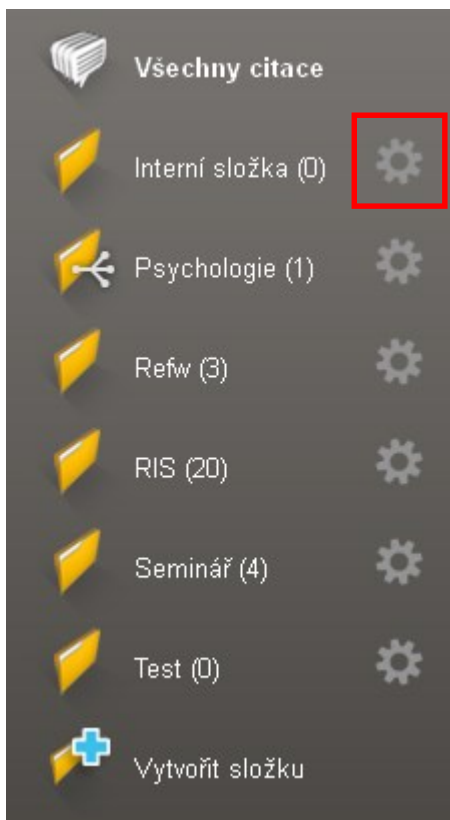 Všechny citace
Interní složka (0)
Psychologie (1)
Refw (3)
RIS (20)
Seminář (4)
Test (0)
Vytvořit složku